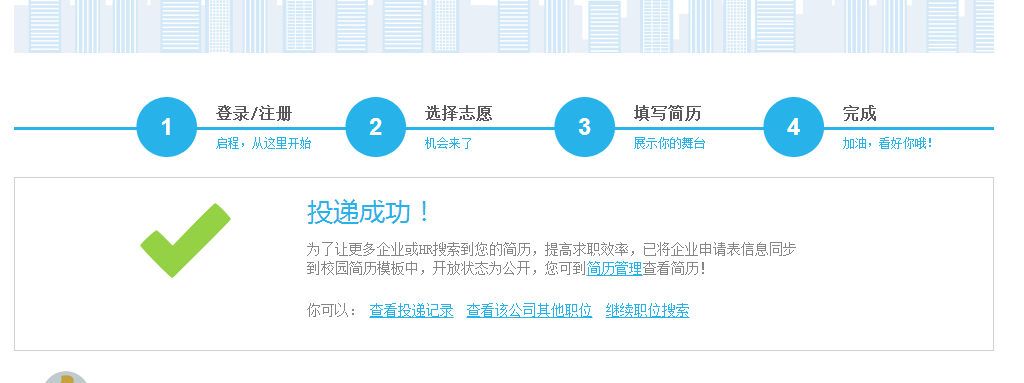 1 登录/注册 2 选择志愿 3 填写简历 4 完成
启程，从这里开始 机会来了 展示你的舞台 加油，看好你哦！
投递成功！
为了让更多企业或HR搜索到您的简历，提高求职效率，已将企业申请表信息同步
到校园简历模板中，开放状态为公开，您可到简历管理查看简历！
你可以： 查看投递记录 查看该公司其他职位 继续职位搜索